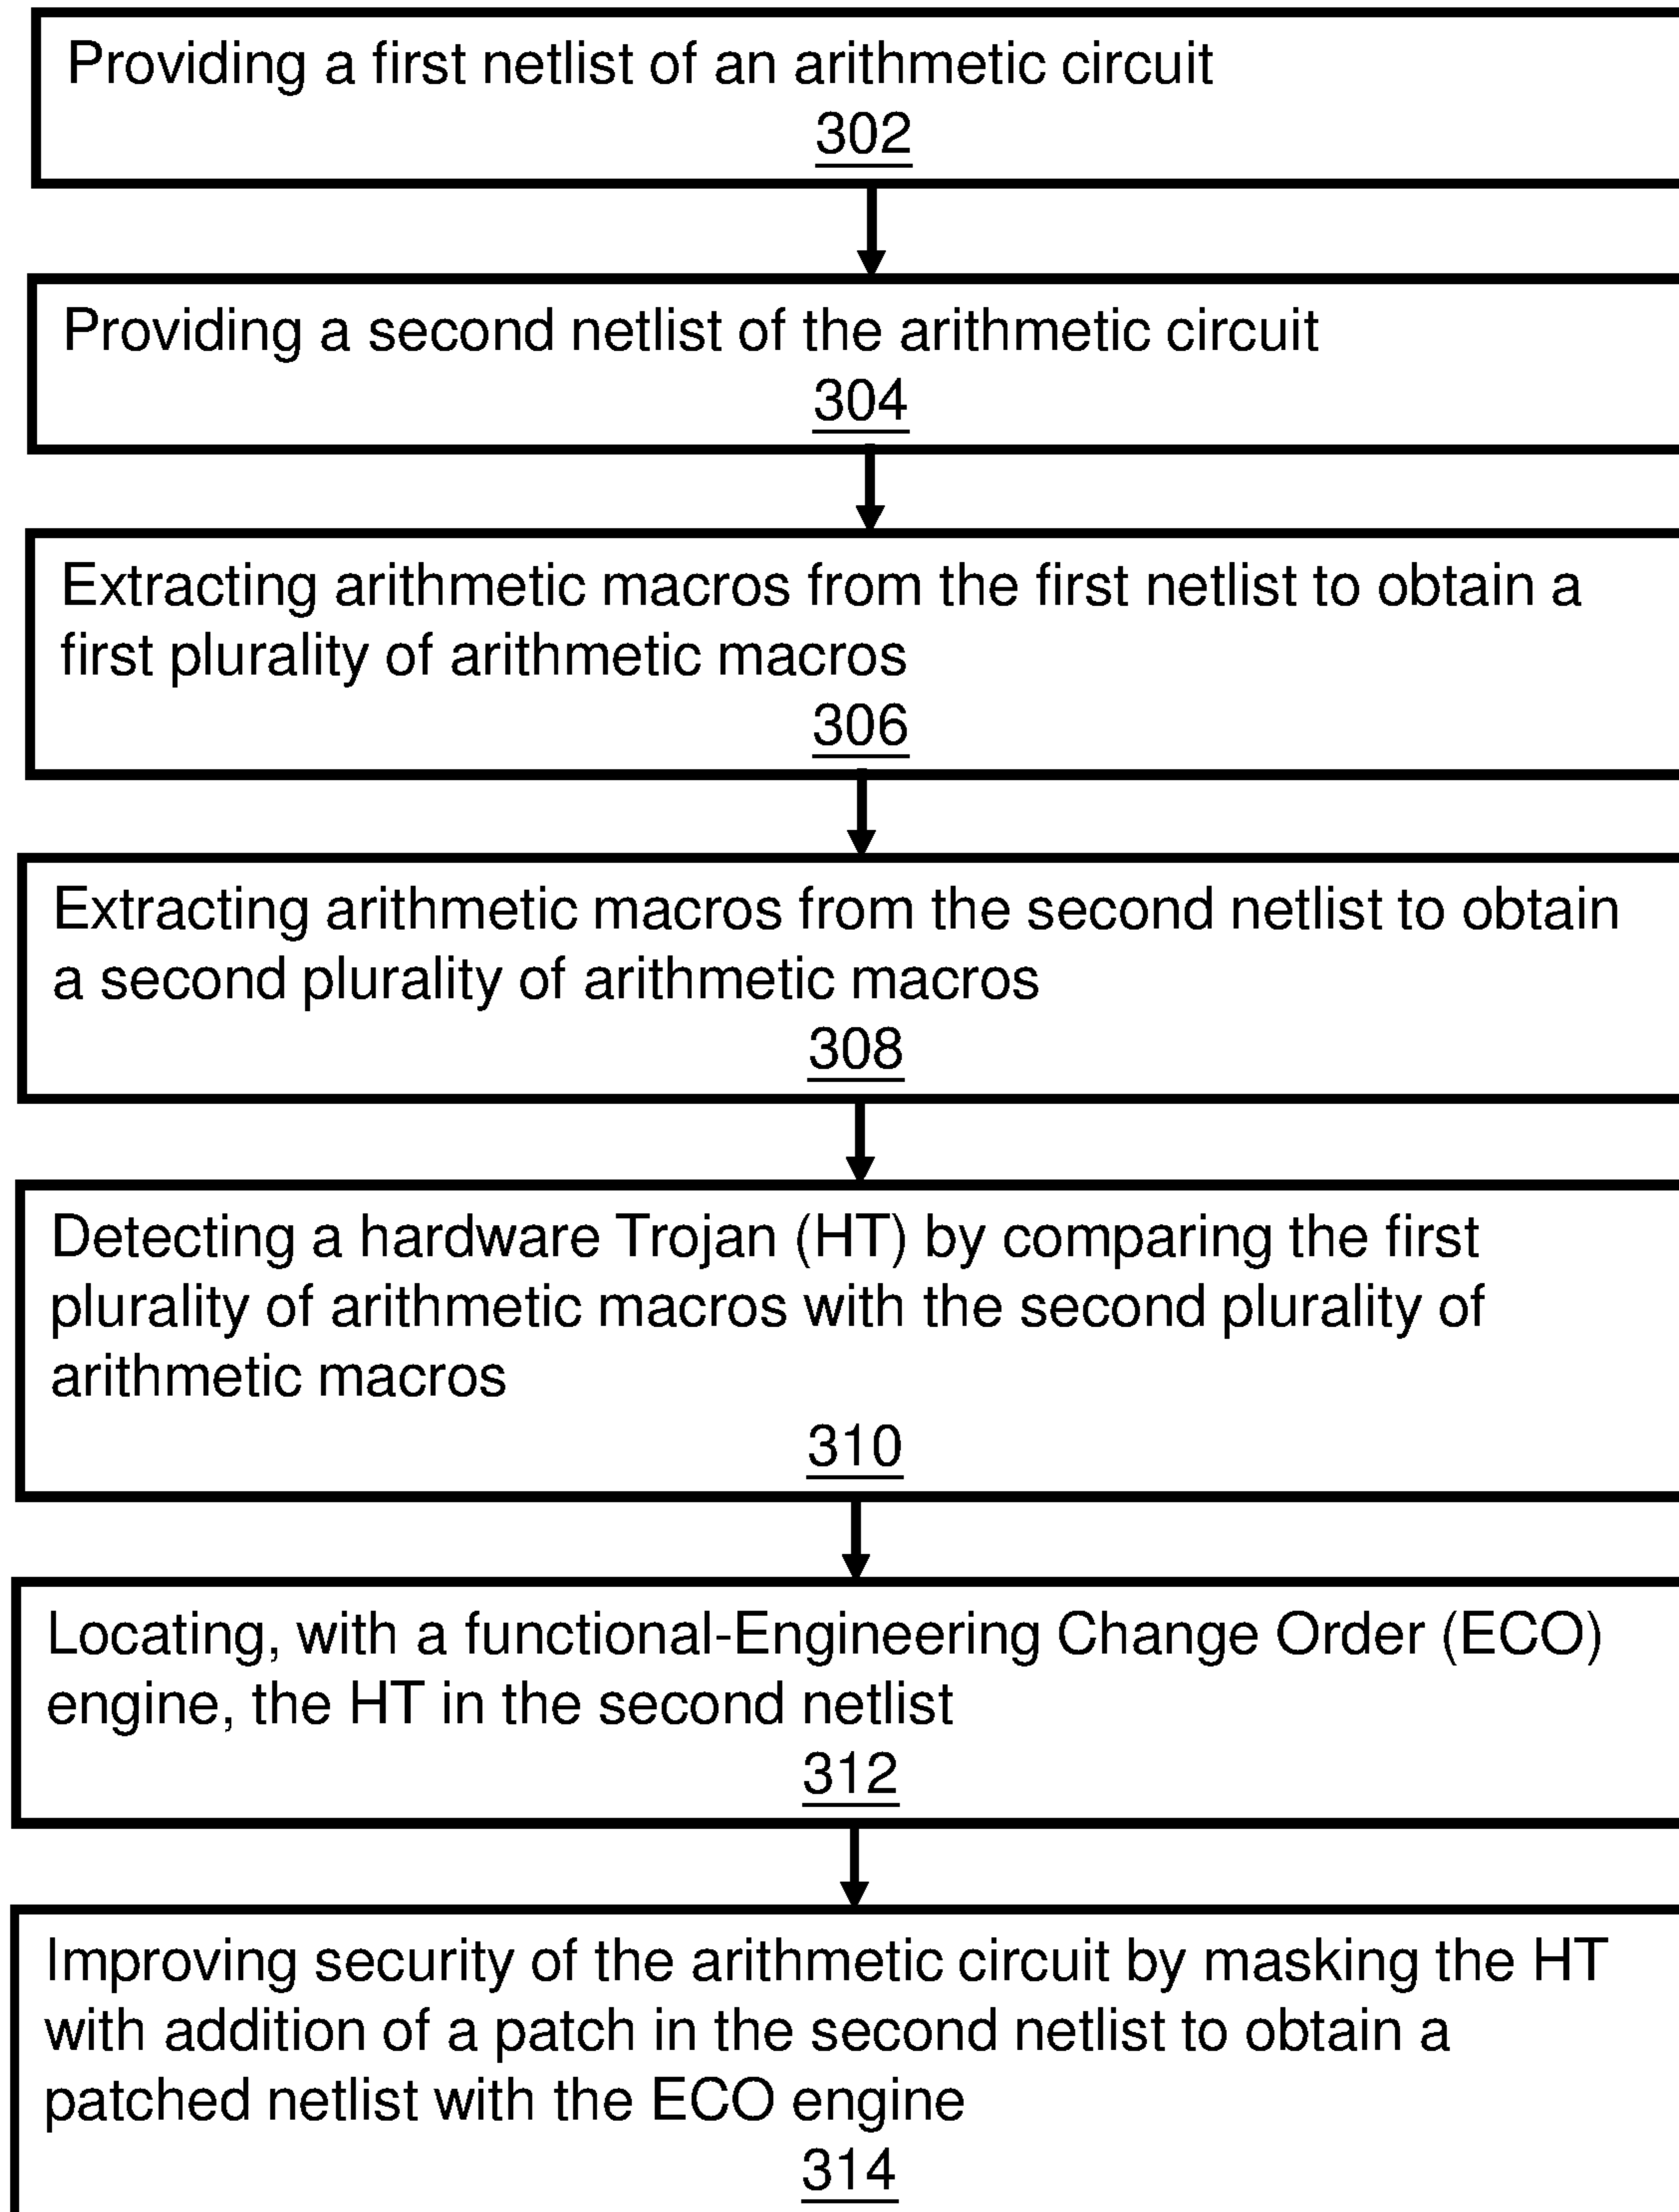 Providing a first netlist of an arithmetic circuit
302
Providing a second netlist of the arithmetic circuit
304
Extracting arithmetic macros from the first netlist to obtain a
first plurality of arithmetic macros
306
Extracting arithmetic macros from the second netlist to obtain
a second plurality of arithmetic macros
308
Detecting a hardware Trojan (HT) by comparing the first
plurality of arithmetic macros with the second plurality of
arithmetic macros
310
Locating, with a functional-Engineering Change Order (ECO)
engine, the HT in the second netlist
312
Improving security of the arithmetic circuit by masking the HT
with addition of a patch in the second netlist to obtain a
patched netlist with the ECO engine
314